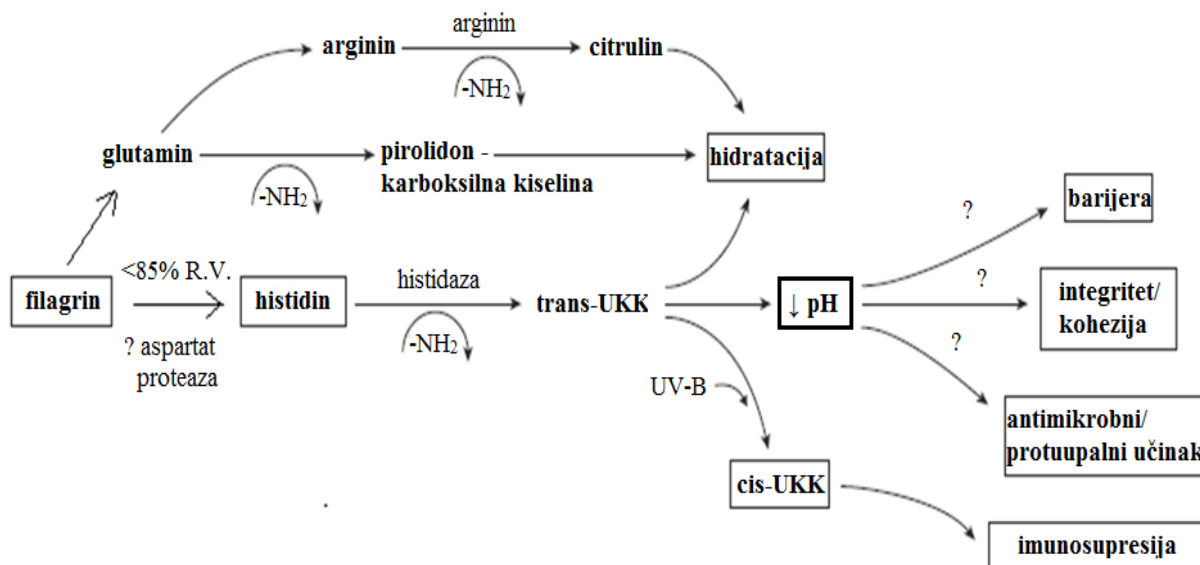 arginin
arginin
citrulin
-NH₂
glutamin
pirolidon -
karboksilna kiselina
hidratacija
-NH₂
barijera
?
<85% R.V.
filagrin
histidin
histidaza
trans-UKK
↓ pH
?
integritet/
kohezija
? aspartat
proteaza
-NH₂
?
UV-B
antimikrobni/
protuupalni učinak
cis-UKK
imunosupresija